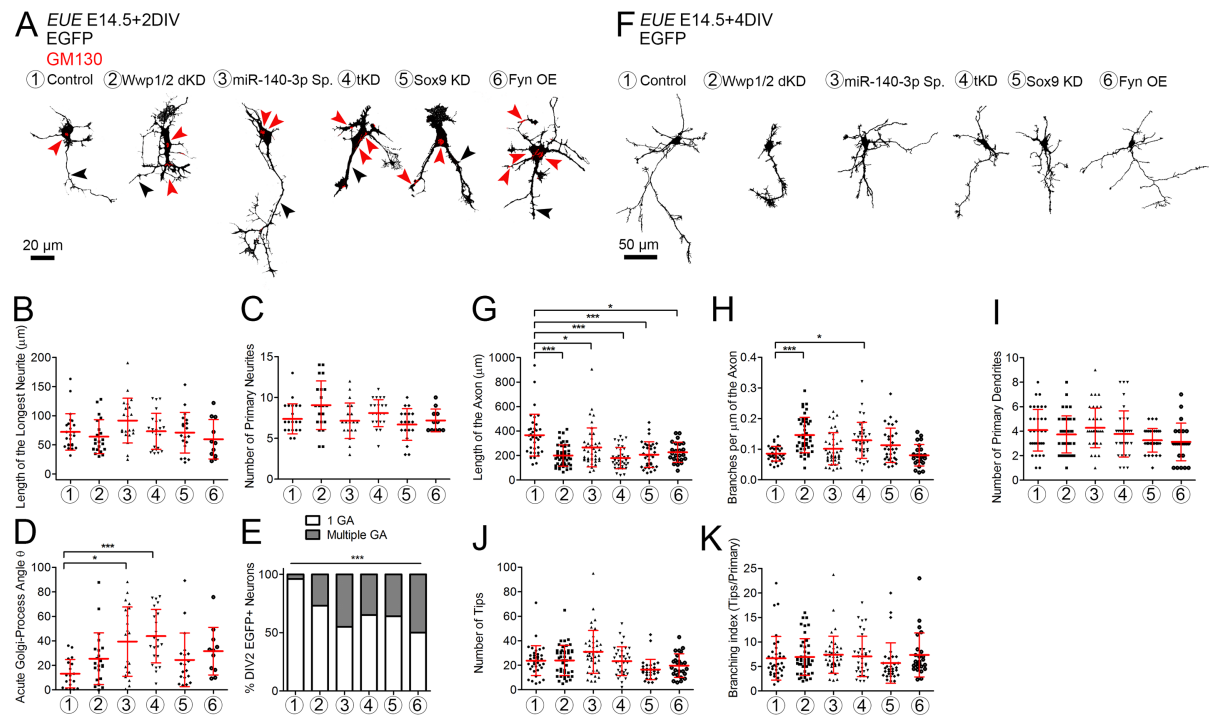 A
EUE E14.5+2DIV
EGFP
GM130
① Control ② Wwp1/2 dKD ③ miR-140-3p Sp. ④ tKD ⑤ Sox9 KD ⑥ Fyn OE
20 µm
F
EUE E14.5+4DIV
EGFP
① Control ② Wwp1/2 dKD ③ miR-140-3p Sp. ④ tKD ⑤ Sox9 KD ⑥ Fyn OE
50 µm
B
Length of the Longest Neurite (µm)
200
150
100
50
0
① ② ③ ④ ⑤ ⑥
C
Number of Primary Neurites
15
10
5
0
① ② ③ ④ ⑤ ⑥
G
Length of the Axon (µm)
1000
800
600
400
200
0
*
***
***
*
***
① ② ③ ④ ⑤ ⑥
H
Branches per µm of the Axon
0.5
0.4
0.3
0.2
0.1
0.0
*
***
① ② ③ ④ ⑤ ⑥
I
Number of Primary Dendrites
10
8
6
4
2
0
① ② ③ ④ ⑤ ⑥
D
Acute Golgi-Process Angle θ
100
80
60
40
20
0
***
*
① ② ③ ④ ⑤ ⑥
E
1 GA
Multiple GA
% DIV2 EGFP+ Neurons
100
50
0
***
① ② ③ ④ ⑤ ⑥
J
Number of Tips
100
80
60
40
20
0
① ② ③ ④ ⑤ ⑥
K
Branching index (Tips/Primary)
25
20
15
10
5
0
① ② ③ ④ ⑤ ⑥